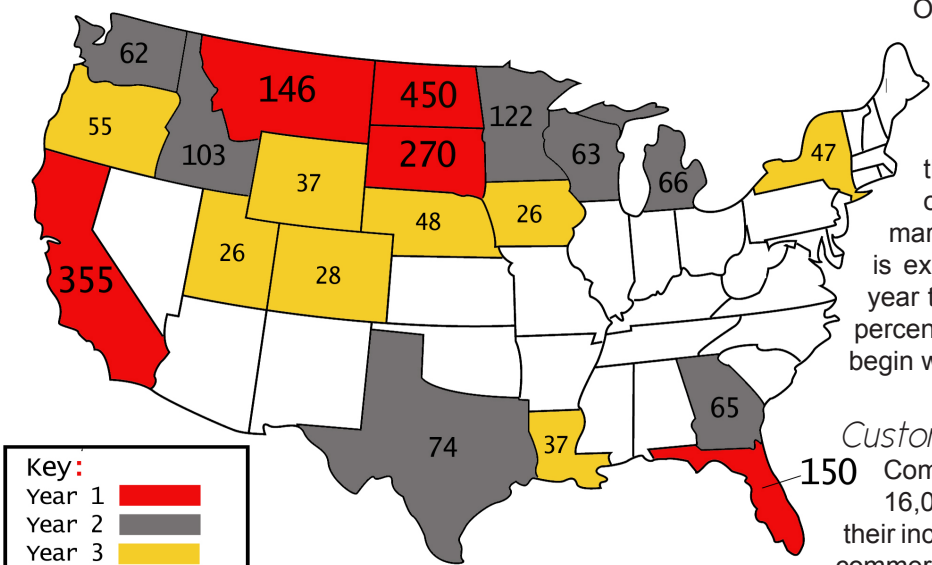 O
62
146
450
122
55
103
270
63
47
37
66
48
26
26
28
355
74
37
65
150
t
c
mar
is ex
year t
percen
begin w
Custor
Com
16,0
their inc
commer
Key:
Year 1
Year 2
Year 3